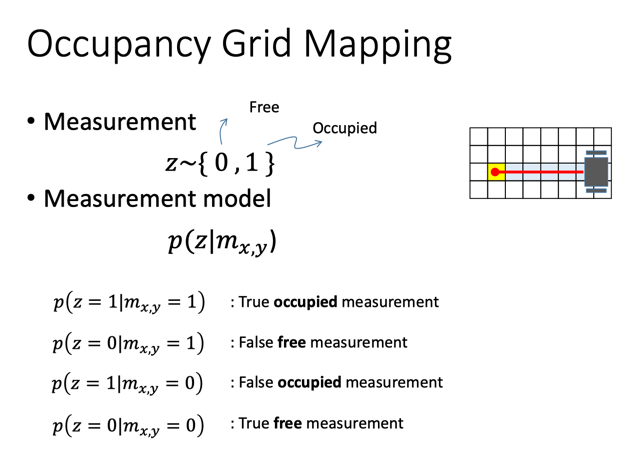 Occupancy Grid Mapping
• Measurement
Free
Occupied
z~{ 0 , 1 }
• Measurement model
p(z|m_{x,y})
p(z = 1|m_{x,y} = 1) : True occupied measurement
p(z = 0|m_{x,y} = 1) : False free measurement
p(z = 1|m_{x,y} = 0) : False occupied measurement
p(z = 0|m_{x,y} = 0) : True free measurement